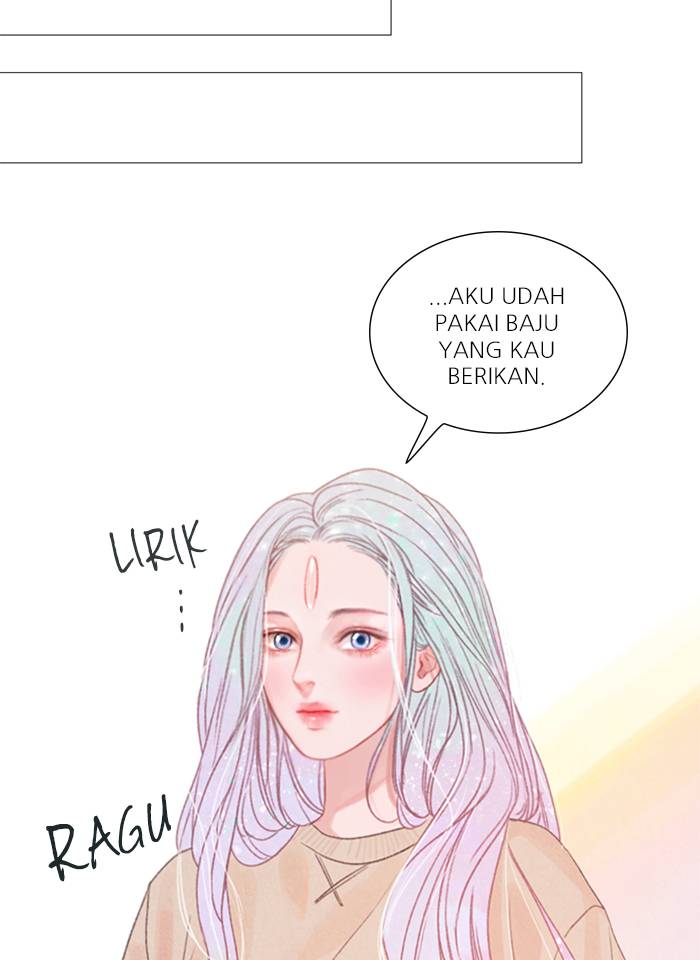 ...AKU UDAH
PAKAI BAJU
YANG KAU
BERIKAN.
LIRIK
RAGU